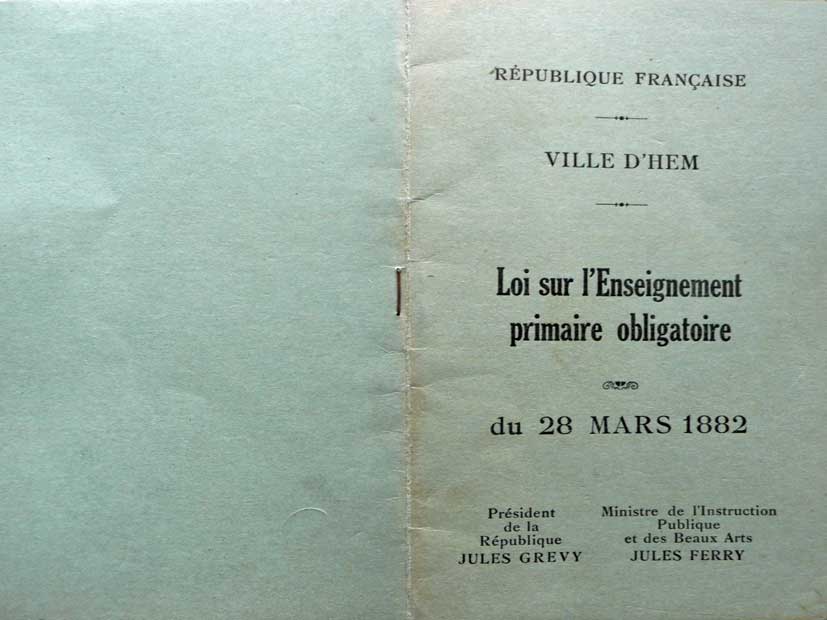 RÉPUBLIQUE FRANÇAISE
VILLE D'HEM
Loi sur l'Enseignement
primaire obligatoire
du 28 MARS 1882
Président
de la
République
JULES GREVY
Ministre de l'Instruction
Publique
et des Beaux Arts
JULES FERRY